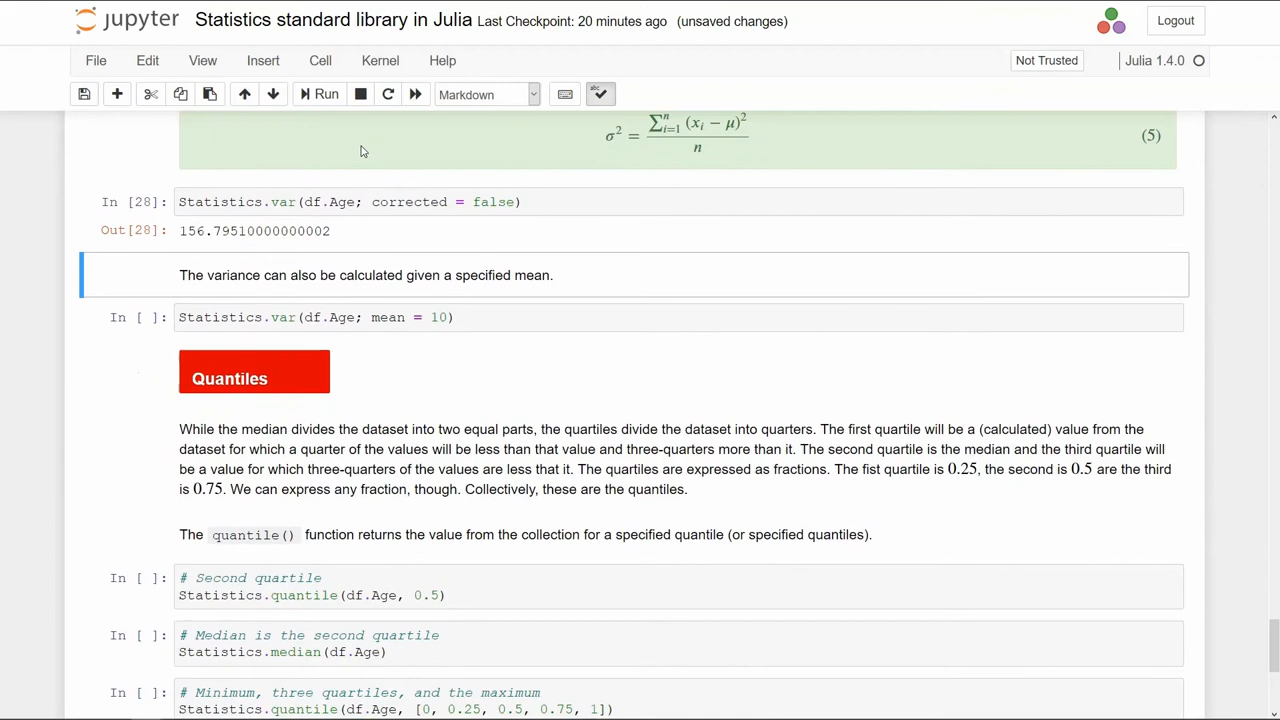 jupyter Statistics standard library in Julia Last Checkpoint: 20 minutes ago (unsaved changes) Logout
File Edit View Insert Cell Kernel Help Not Trusted Julia 1.4.0
Run Markdown
σ² = ∑ⁿᵢ₌₁ (xᵢ − μ)² / n (5)
In [28]: Statistics.var(df.Age; corrected = false)
Out[28]: 156.79510000000002
The variance can also be calculated given a specified mean.
In [ ]: Statistics.var(df.Age; mean = 10)
Quantiles
While the median divides the dataset into two equal parts, the quartiles divide the dataset into quarters. The first quartile will be a (calculated) value from the
dataset for which a quarter of the values will be less than that value and three-quarters more than it. The second quartile is the median and the third quartile will
be a value for which three-quarters of the values are less that it. The quartiles are expressed as fractions. The fist quartile is 0.25, the second is 0.5 are the third
is 0.75. We can express any fraction, though. Collectively, these are the quantiles.
The quantile() function returns the value from the collection for a specified quantile (or specified quantiles).
In [ ]: # Second quartile
Statistics.quantile(df.Age, 0.5)
In [ ]: # Median is the second quartile
Statistics.median(df.Age)
In [ ]: # Minimum, three quartiles, and the maximum
Statistics.quantile(df.Age, [0, 0.25, 0.5, 0.75, 1])